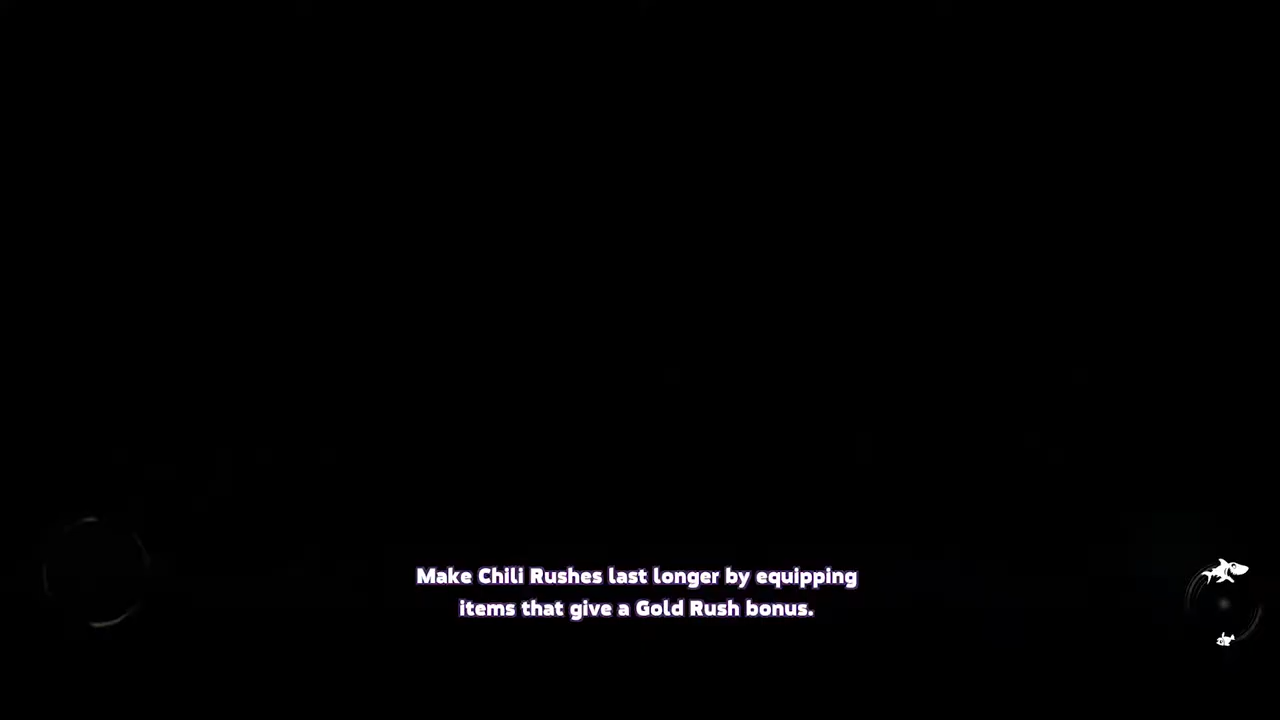 Make Chili Rushes last longer by equipping
items that give a Gold Rush bonus.